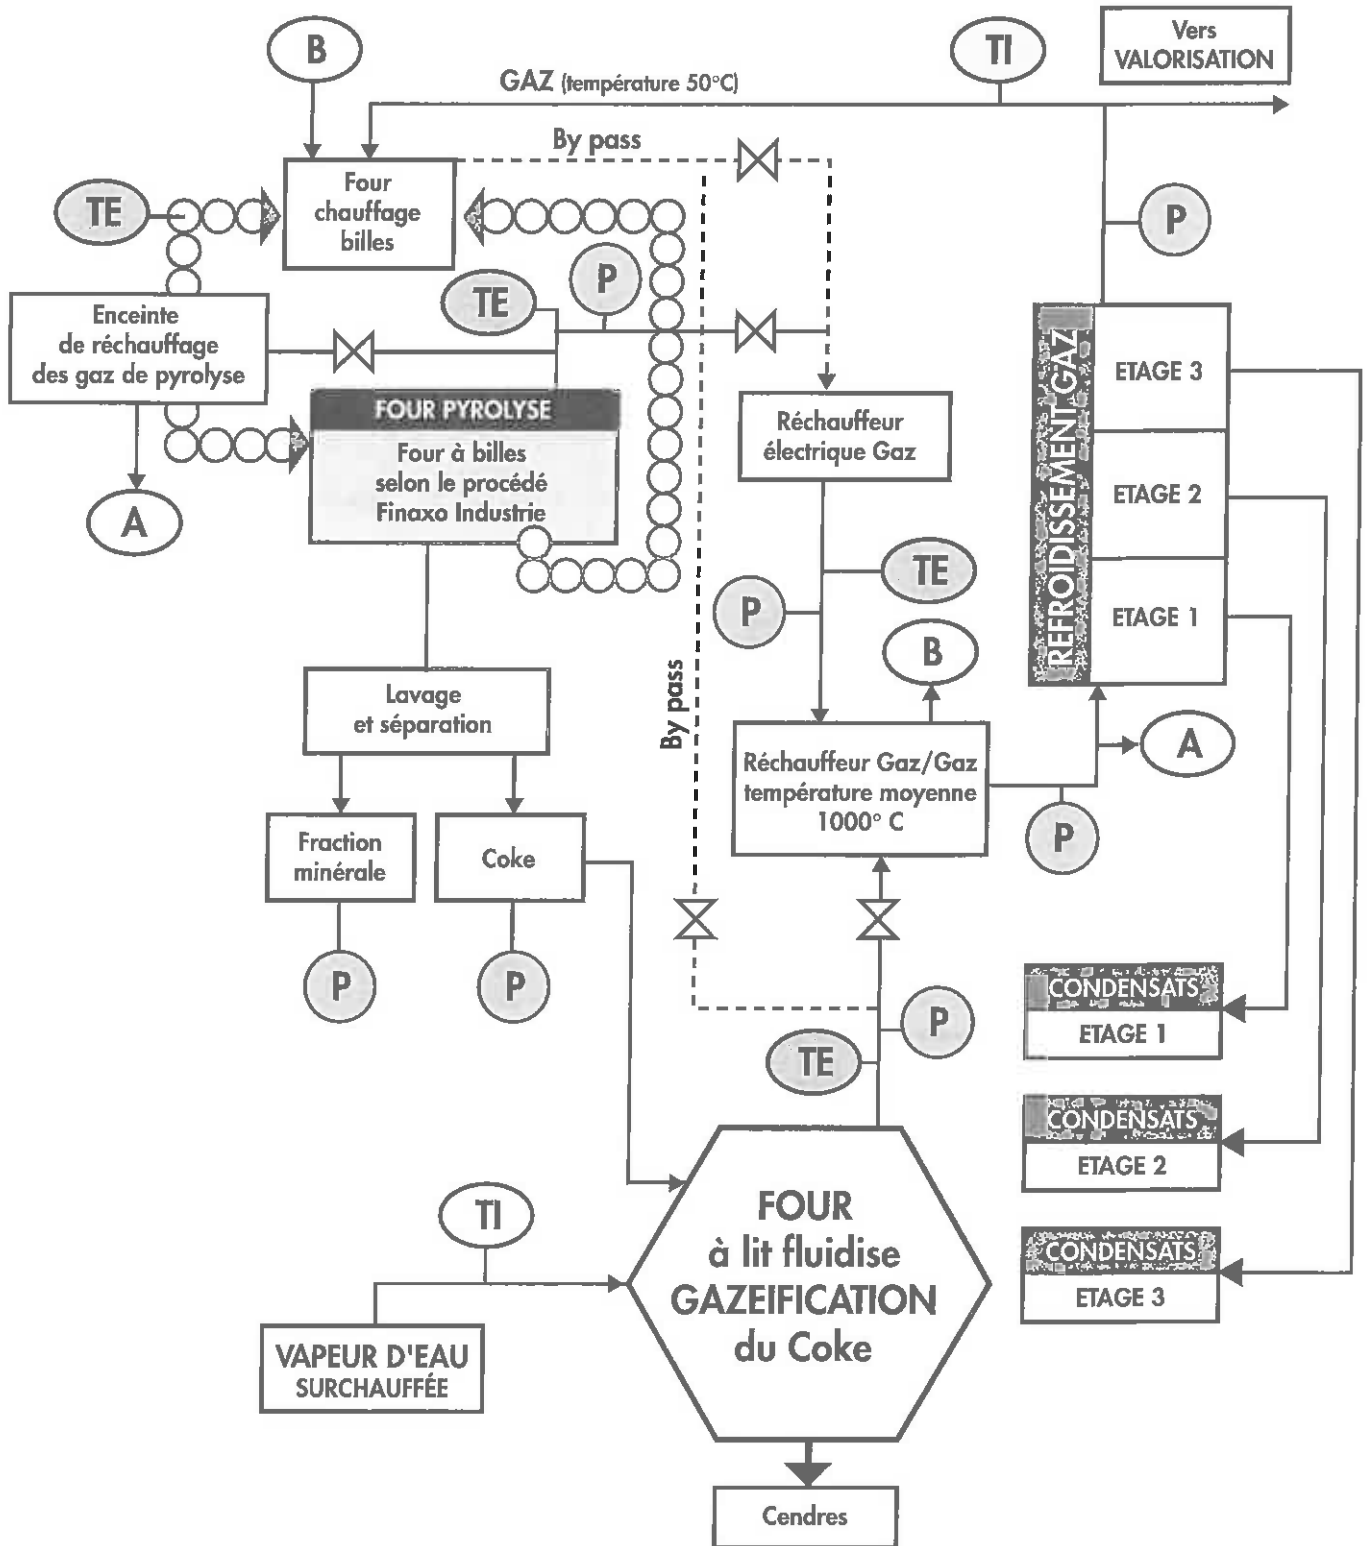 B
TI
Vers
VALORISATION
GAZ (température 50°C)
By pass
TE
Four
chauffage
billes
P
P
TE
Enceinte
de réchauffage
des gaz de pyrolyse
FOUR PYROLYSE
Four à billes
selon le procédé
Finaxo Industrie
A
Réchauffeur
électrique Gaz
REFROIDISSEMENT GAZ
ETAGE 3
ETAGE 2
ETAGE 1
TE
P
B
By pass
Lavage
et séparation
Réchauffeur Gaz/Gaz
température moyenne
1000° C
A
P
Fraction
minérale
Coke
P
P
P
TE
CONDENSATS
ETAGE 1
CONDENSATS
ETAGE 2
CONDENSATS
ETAGE 3
TI
FOUR
à lit fluidise
GAZEIFICATION
du Coke
VAPEUR D'EAU
SURCHAUFFÉE
Cendres